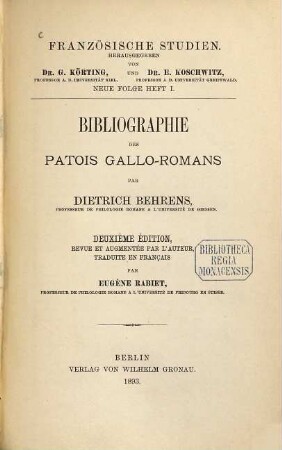 FRANZÖSISCHE STUDIEN.
HERAUSGEGEBEN
VON
DR. G. KÖRTING, UND DR. E. KOSCHWITZ,
PROFESSOR A. D. UNIVERSITÄT KIEL. PROFESSOR A. D. UNIVERSITÄT GREIFSWALD.
NEUE FOLGE HEFT I.
BIBLIOGRAPHIE
DES
PATOIS GALLO-ROMANS
PAR
DIETRICH BEHRENS,
PROFESSEUR DE PHILOLOGIE ROMANE A L'UNIVERSITÉ DE GIESSEN.
DEUXIÈME ÉDITION,
REVUE ET AUGMENTÉE PAR L'AUTEUR,
TRADUITE EN FRANÇAIS
PAR
EUGÈNE RABIET,
PROFESSEUR DE PHILOLOGIE ROMANE A L'UNIVERSITÉ DE FRIBOURG EN SUISSE.
BIBLIOTHECA
REGIA
MONACENSIS.
BERLIN
VERLAG VON WILHELM GRONAU.
1893.